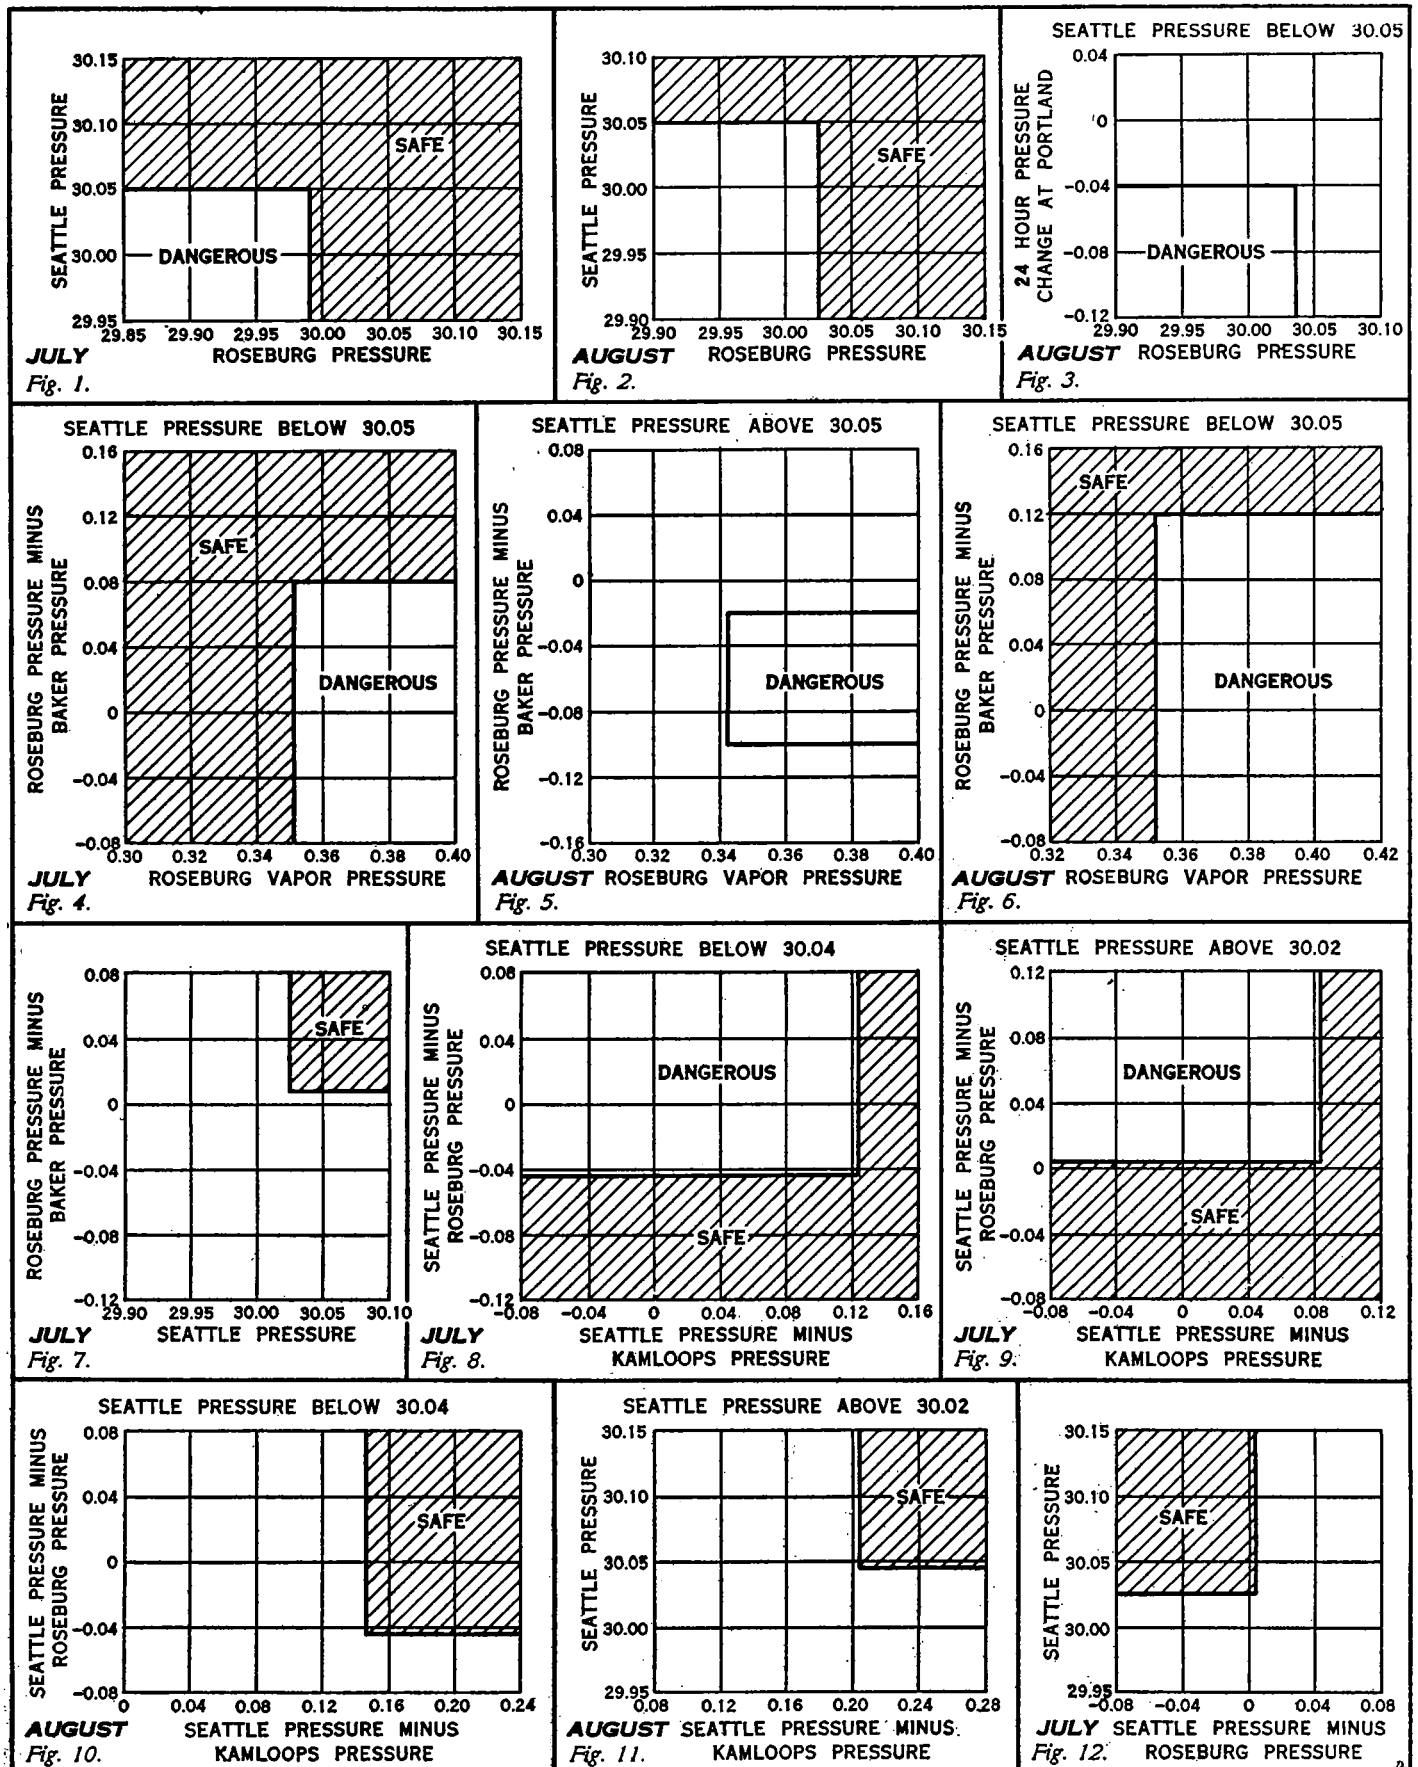 30.15
30.10
30.05
30.00
29.95
SEATTLE PRESSURE
SAFE
DANGEROUS
29.85 29.90 29.95 30.00 30.05 30.10 30.15
JULY ROSEBURG PRESSURE
Fig. 1.
30.10
30.05
30.00
29.95
29.90
SEATTLE PRESSURE
SAFE
29.90 29.95 30.00 30.05 30.10 30.15
AUGUST ROSEBURG PRESSURE
Fig. 2.
SEATTLE PRESSURE BELOW 30.05
0.04
0
-0.04
-0.08
-0.12
24 HOUR PRESSURE
CHANGE AT PORTLAND
DANGEROUS
29.90 29.95 30.00 30.05 30.10
AUGUST ROSEBURG PRESSURE
Fig. 3.
SEATTLE PRESSURE BELOW 30.05
0.16
0.12
0.08
0.04
0
-0.04
-0.08
ROSEBURG PRESSURE MINUS
BAKER PRESSURE
SAFE
DANGEROUS
0.30 0.32 0.34 0.36 0.38 0.40
JULY ROSEBURG VAPOR PRESSURE
Fig. 4.
SEATTLE PRESSURE ABOVE 30.05
0.08
0.04
0
-0.04
-0.08
-0.12
-0.16
ROSEBURG PRESSURE MINUS
BAKER PRESSURE
DANGEROUS
0.30 0.32 0.34 0.36 0.38 0.40
AUGUST ROSEBURG VAPOR PRESSURE
Fig. 5.
SEATTLE PRESSURE BELOW 30.05
0.16
0.12
0.08
0.04
0
-0.04
-0.08
ROSEBURG PRESSURE MINUS
BAKER PRESSURE
SAFE
DANGEROUS
0.32 0.34 0.36 0.38 0.40 0.42
AUGUST ROSEBURG VAPOR PRESSURE
Fig. 6.
0.08
0.04
0
-0.04
-0.08
-0.12
ROSEBURG PRESSURE MINUS
BAKER PRESSURE
SAFE
29.90 29.95 30.00 30.05 30.10
JULY SEATTLE PRESSURE
Fig. 7.
SEATTLE PRESSURE BELOW 30.04
0.08
0.04
0
-0.04
-0.08
-0.12
SEATTLE PRESSURE MINUS
ROSEBURG PRESSURE
DANGEROUS
SAFE
-0.08 -0.04 0 0.04 0.08 0.12 0.16
JULY SEATTLE PRESSURE MINUS
Fig. 8. KAMLOOPS PRESSURE
SEATTLE PRESSURE ABOVE 30.02
0.12
0.08
0.04
0
-0.04
-0.08
SEATTLE PRESSURE MINUS
ROSEBURG PRESSURE
DANGEROUS
SAFE
-0.08 -0.04 0 0.04 0.08 0.12
JULY SEATTLE PRESSURE MINUS
Fig. 9. KAMLOOPS PRESSURE
SEATTLE PRESSURE BELOW 30.04
0.08
0.04
0
-0.04
-0.08
SEATTLE PRESSURE MINUS
ROSEBURG PRESSURE
SAFE
0 0.04 0.08 0.12 0.16 0.20 0.24
AUGUST SEATTLE PRESSURE MINUS
Fig. 10. KAMLOOPS PRESSURE
SEATTLE PRESSURE ABOVE 30.02
30.15
30.10
30.05
30.00
29.95
SEATTLE PRESSURE
SAFE
0.08 0.12 0.16 0.20 0.24 0.28
AUGUST SEATTLE PRESSURE MINUS
Fig. 11. KAMLOOPS PRESSURE
30.15
30.10
30.05
30.00
29.95
SEATTLE PRESSURE
SAFE
-0.08 -0.04 0 0.04 0.08
JULY SEATTLE PRESSURE MINUS
Fig. 12. ROSEBURG PRESSURE